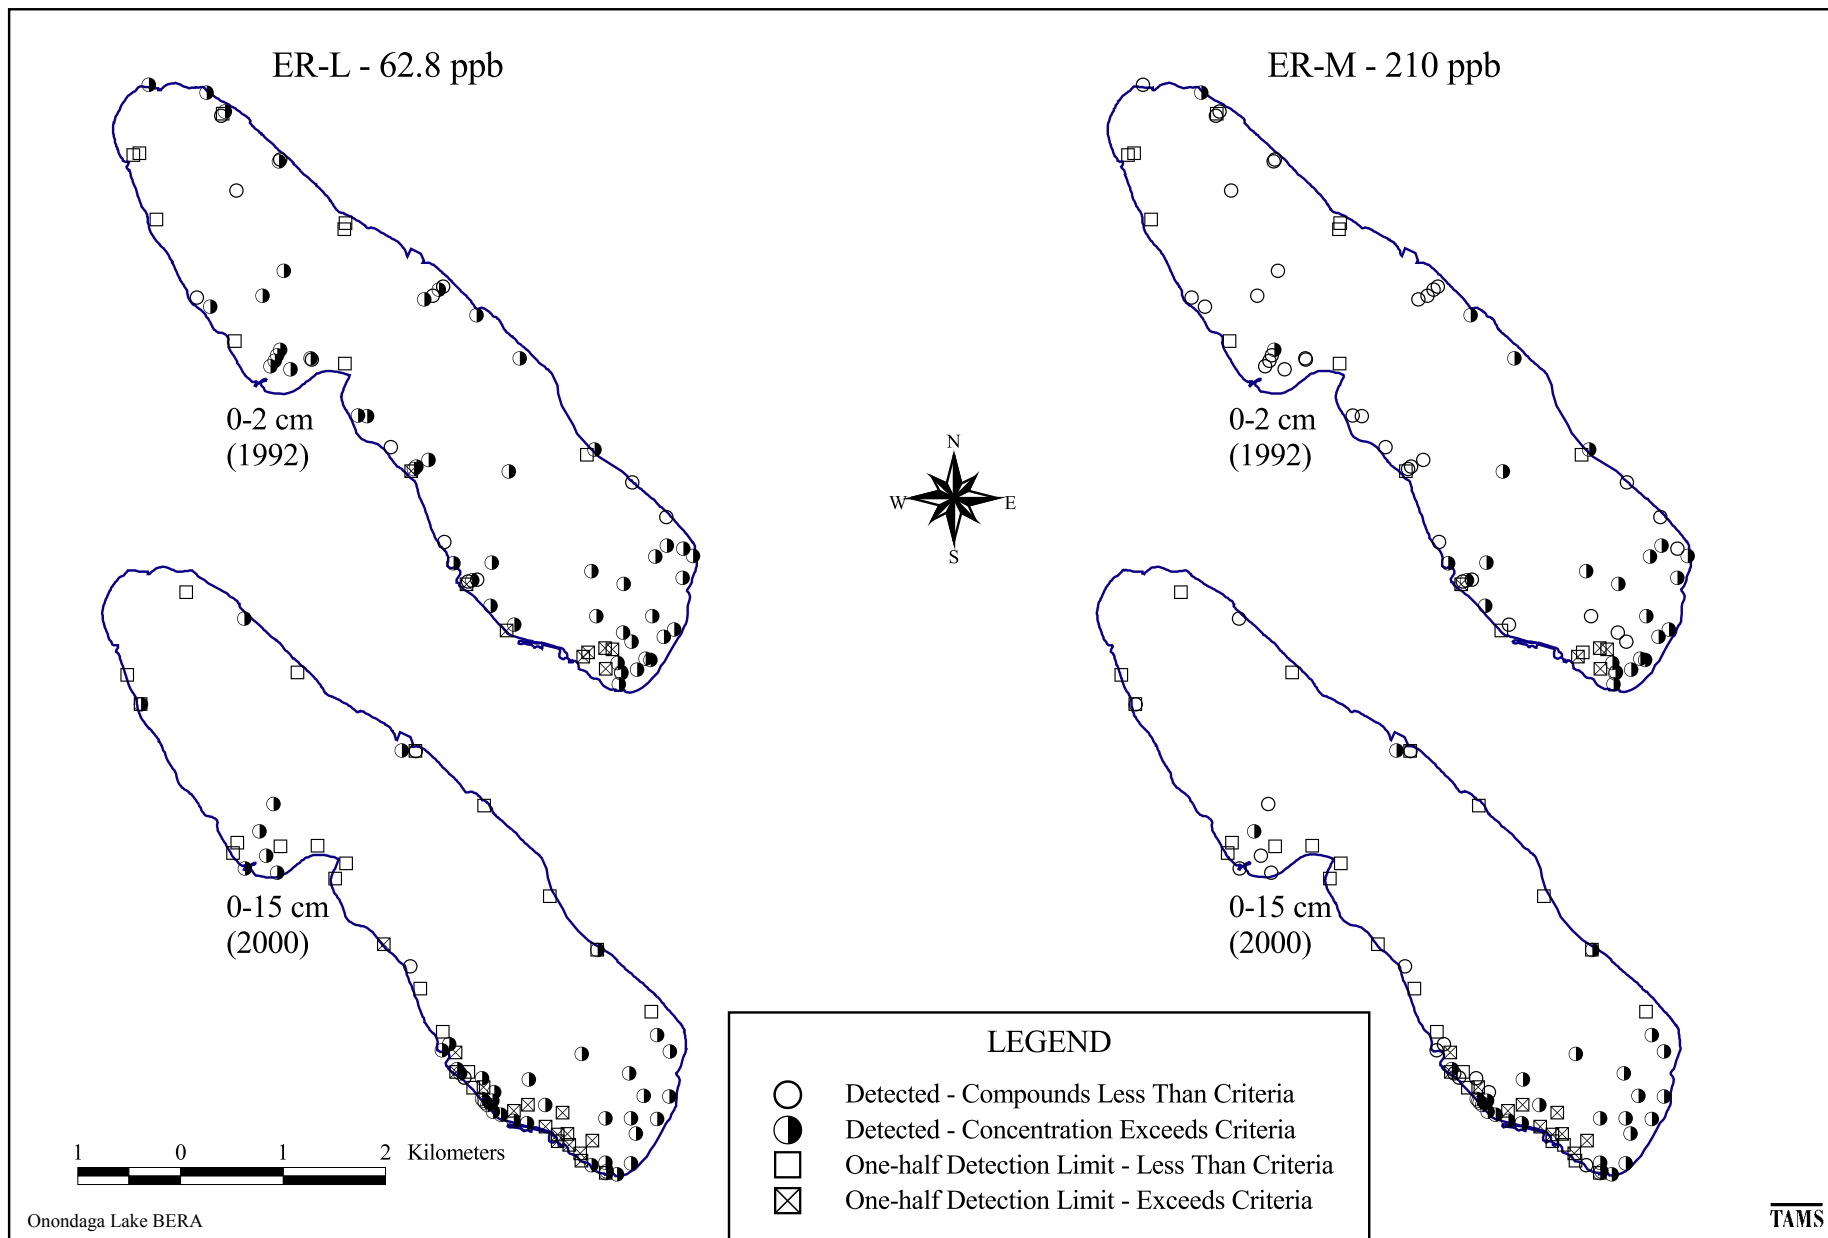 ER-L - 62.8 ppb
ER-M - 210 ppb
0-2 cm
(1992)
0-2 cm
(1992)
N
W
E
S
0-15 cm
(2000)
0-15 cm
(2000)
LEGEND
Detected - Compounds Less Than Criteria
Detected - Concentration Exceeds Criteria
One-half Detection Limit - Less Than Criteria
One-half Detection Limit - Exceeds Criteria
1 0 1 2 Kilometers
Onondaga Lake BERA
TAMS